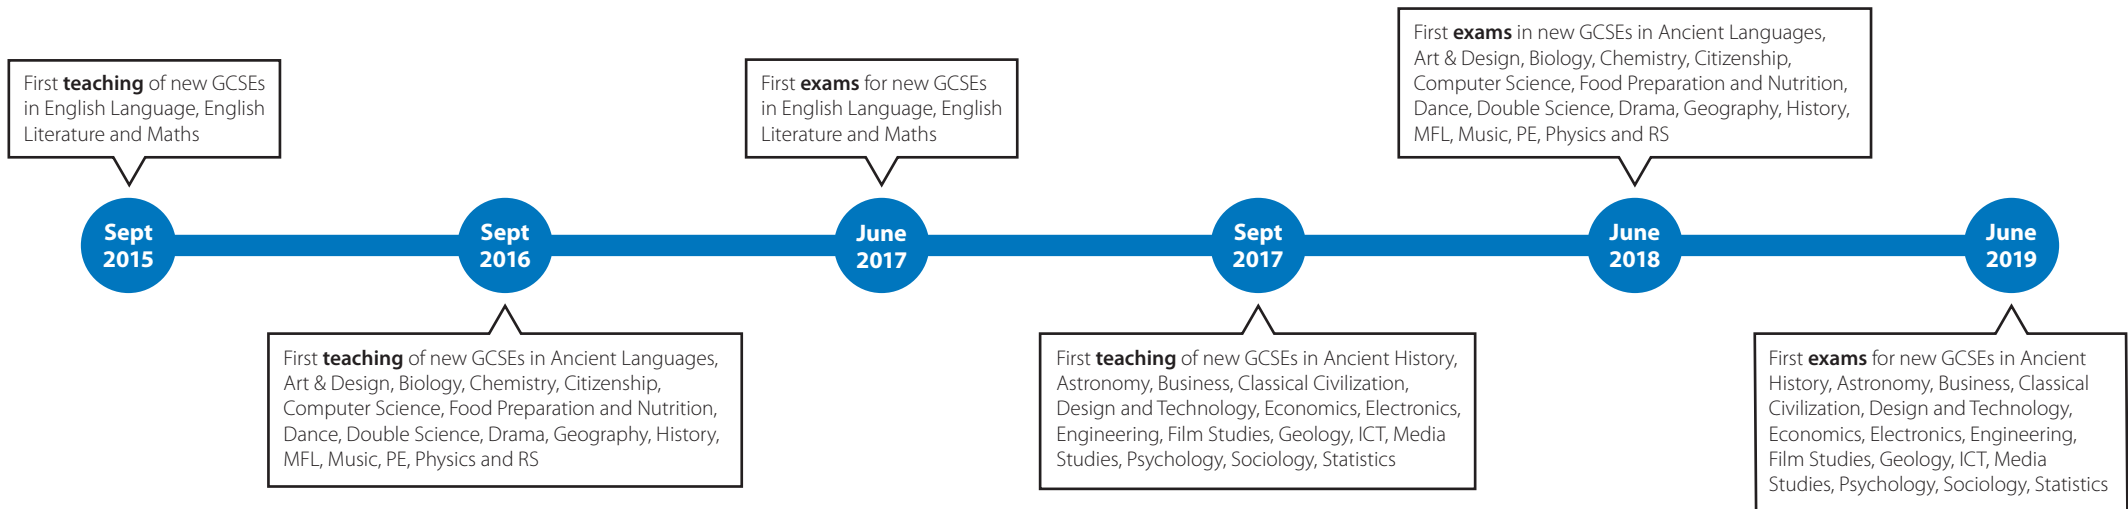 First teaching of new GCSEs
in English Language, English
Literature and Maths
First exams for new GCSEs
in English Language, English
Literature and Maths
First exams in new GCSEs in Ancient Languages,
Art & Design, Biology, Chemistry, Citizenship,
Computer Science, Food Preparation and Nutrition,
Dance, Double Science, Drama, Geography, History,
MFL, Music, PE, Physics and RS
Sept
2015
Sept
2016
June
2017
Sept
2017
June
2018
June
2019
First teaching of new GCSEs in Ancient Languages,
Art & Design, Biology, Chemistry, Citizenship,
Computer Science, Food Preparation and Nutrition,
Dance, Double Science, Drama, Geography, History,
MFL, Music, PE, Physics and RS
First teaching of new GCSEs in Ancient History,
Astronomy, Business, Classical Civilization,
Design and Technology, Economics, Electronics,
Engineering, Film Studies, Geology, ICT, Media
Studies, Psychology, Sociology, Statistics
First exams for new GCSEs in Ancient
History, Astronomy, Business, Classical
Civilization, Design and Technology,
Economics, Electronics, Engineering,
Film Studies, Geology, ICT, Media
Studies, Psychology, Sociology, Statistics